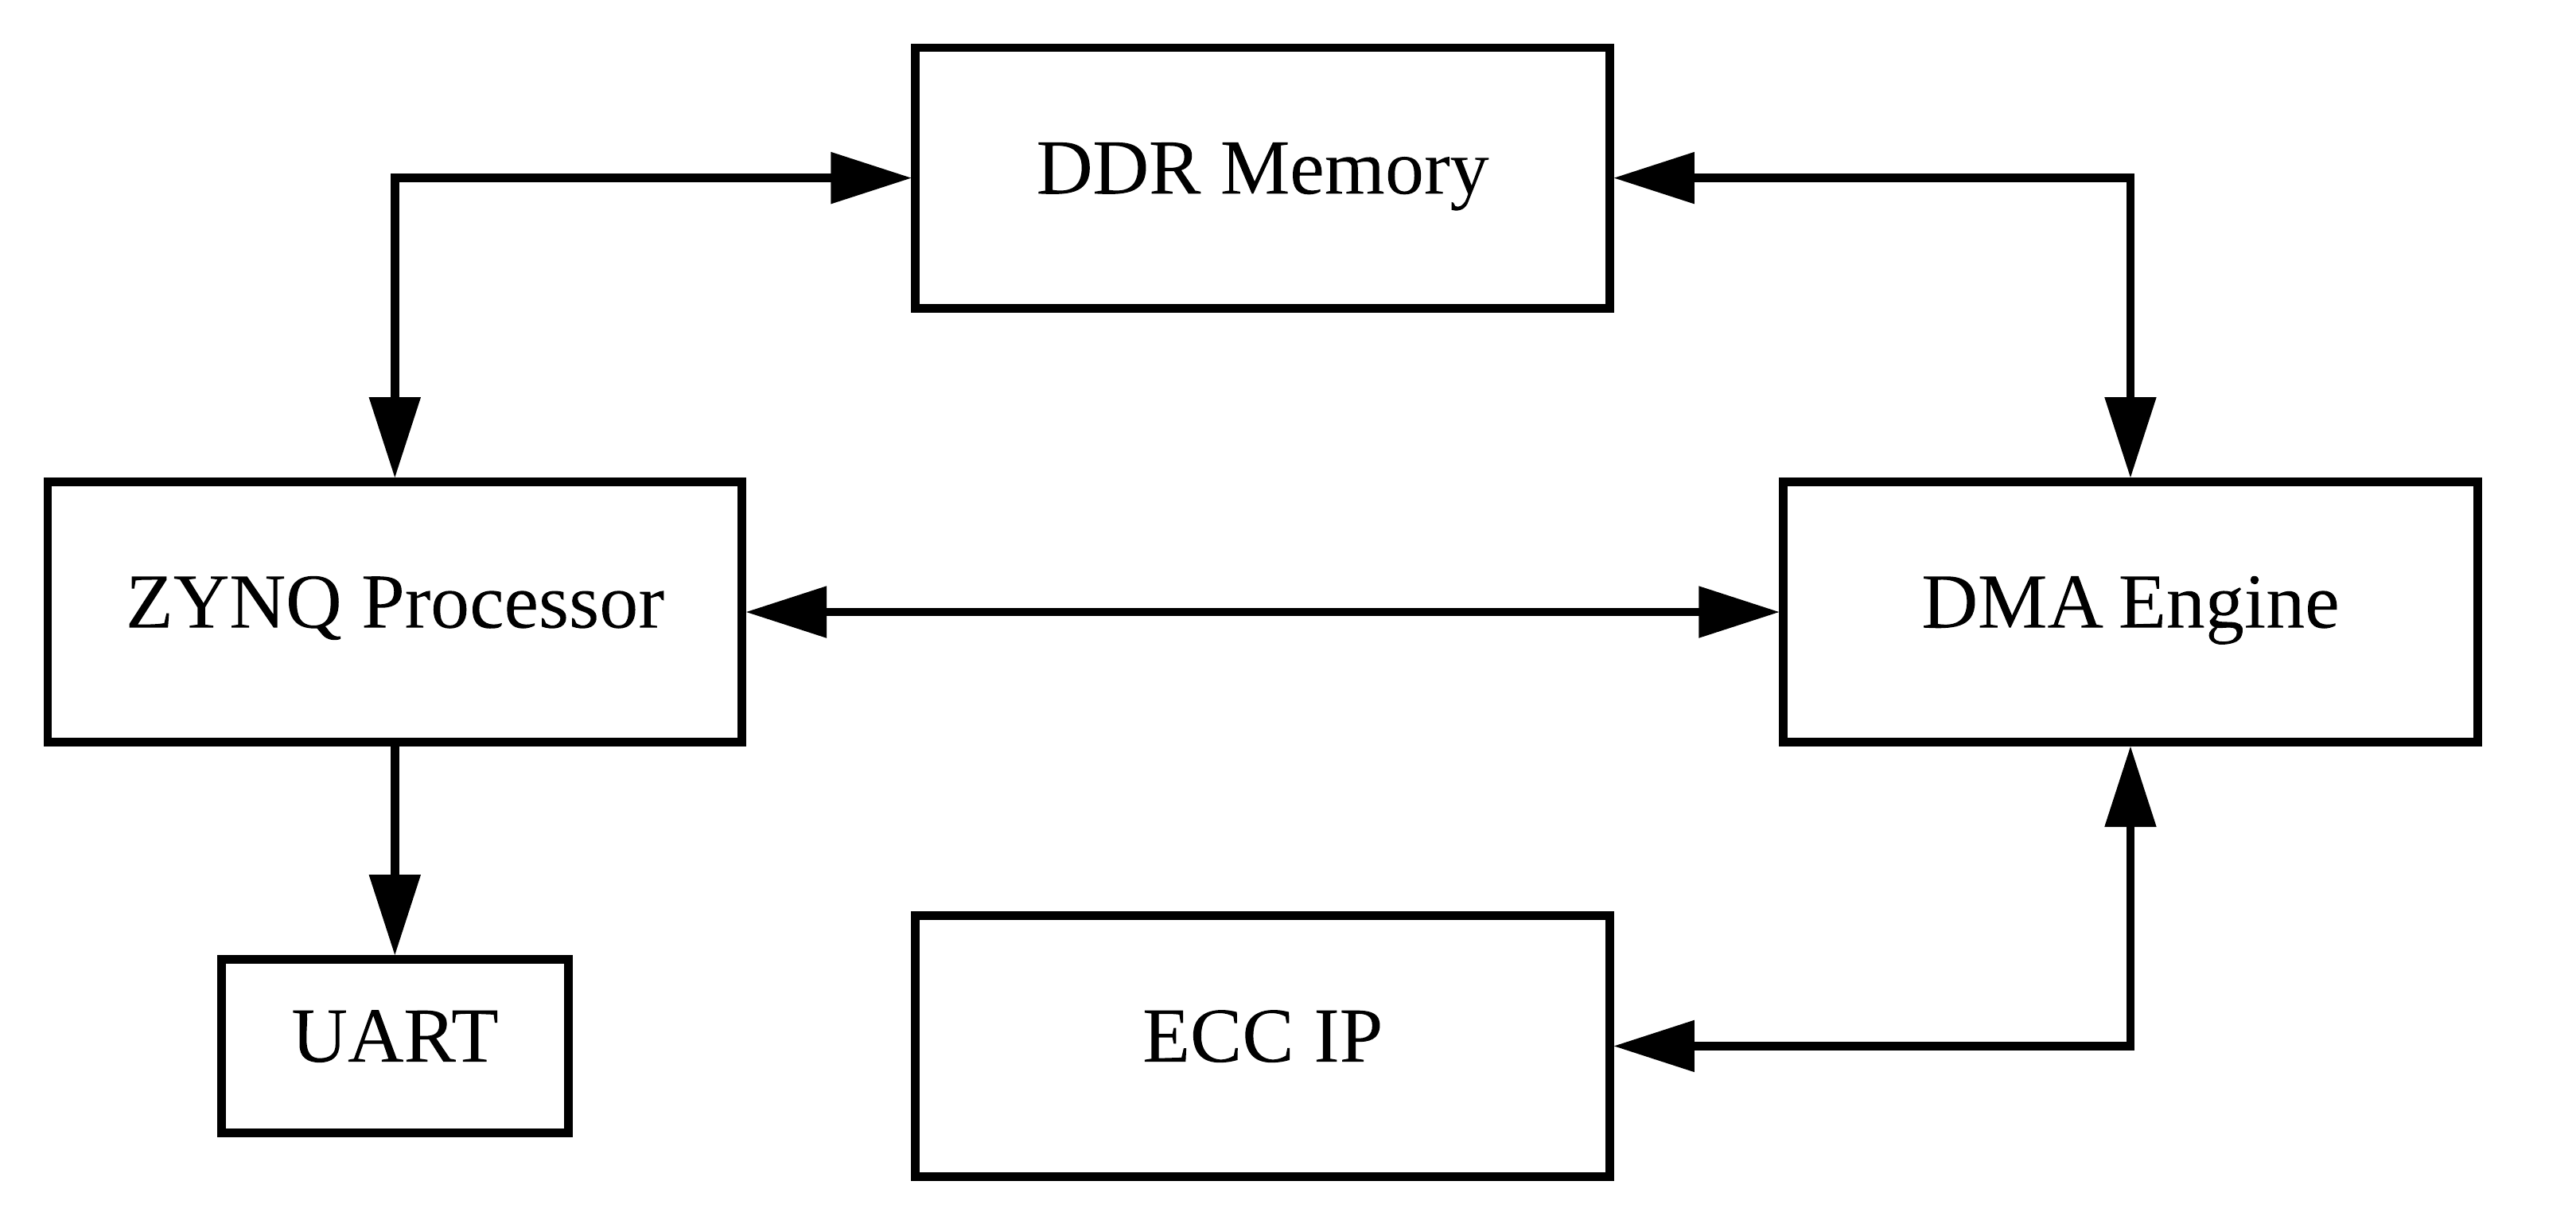 DDR Memory
ZYNQ Processor
DMA Engine
UART
ECC IP